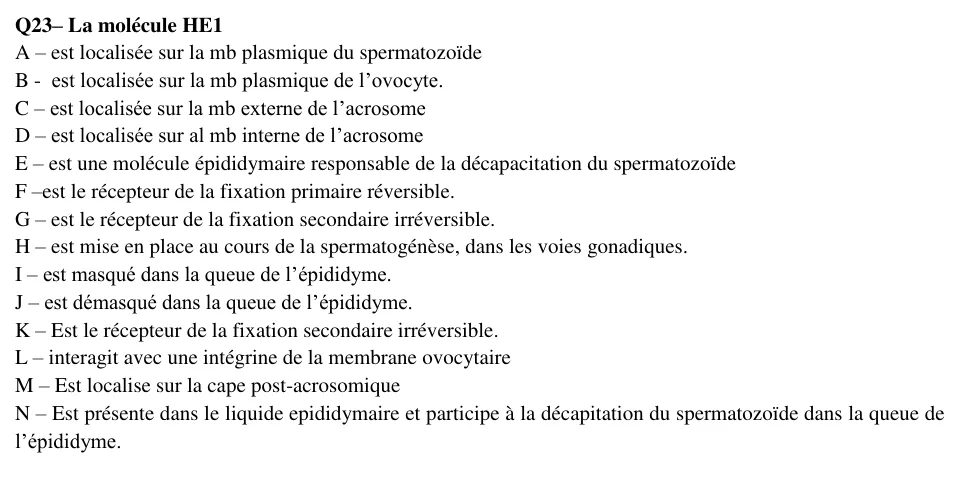 Q23– La molécule HE1
A – est localisée sur la mb plasmique du spermatozoïde
B - est localisée sur la mb plasmique de l’ovocyte.
C – est localisée sur la mb externe de l’acrosome
D – est localisée sur al mb interne de l’acrosome
E – est une molécule épididymaire responsable de la décapacitation du spermatozoïde
F –est le récepteur de la fixation primaire réversible.
G – est le récepteur de la fixation secondaire irréversible.
H – est mise en place au cours de la spermatogénèse, dans les voies gonadiques.
I – est masqué dans la queue de l’épididyme.
J – est démasqué dans la queue de l’épididyme.
K – Est le récepteur de la fixation secondaire irréversible.
L – interagit avec une intégrine de la membrane ovocytaire
M – Est localise sur la cape post-acrosomique
N – Est présente dans le liquide epididymaire et participe à la décapitation du spermatozoïde dans la queue de
l’épididyme.